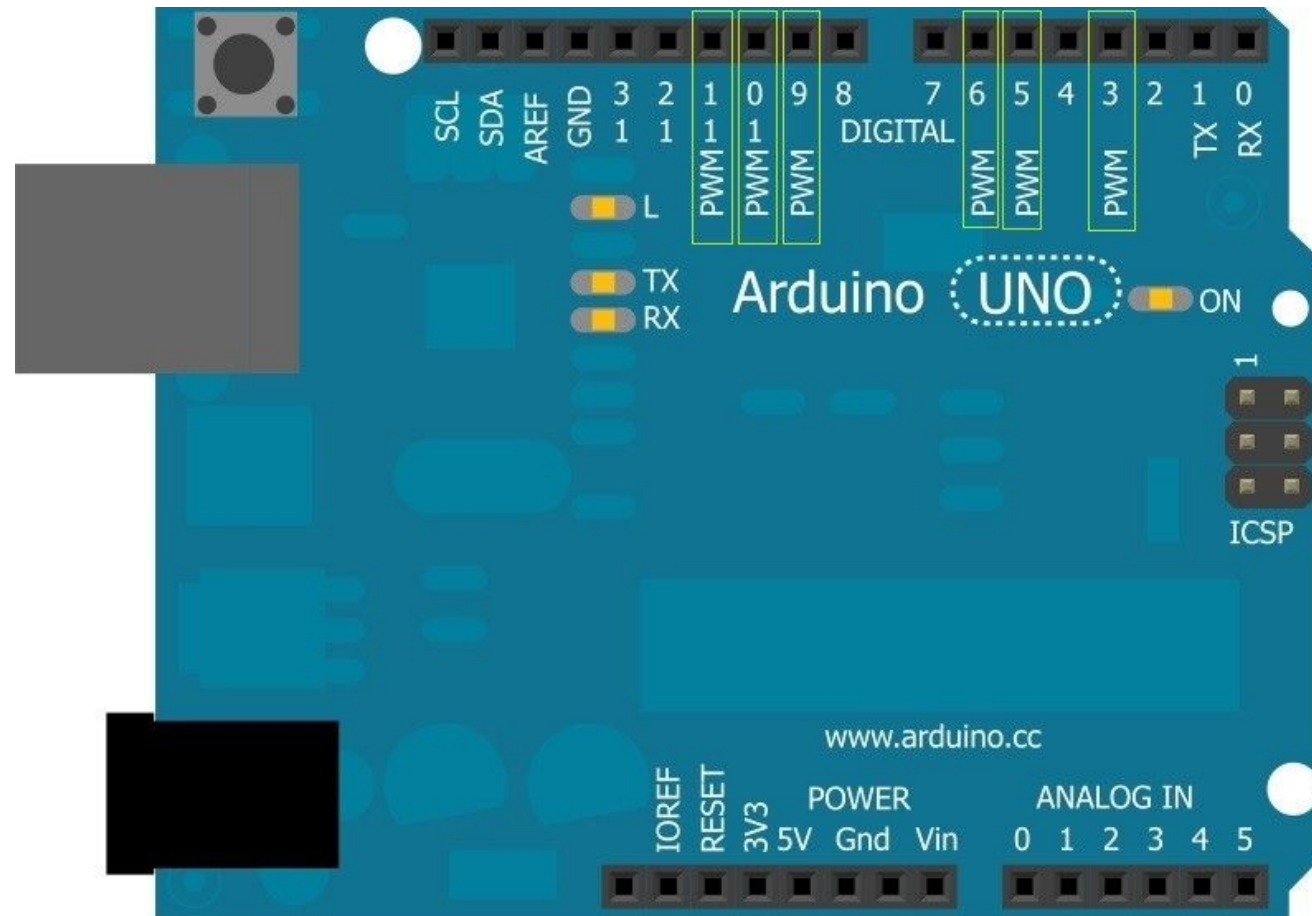 SCL SDA AREF GND 13 12 11 10 9 8 7 6 5 4 3 2 1 0
DIGITAL
PWM PWM PWM PWM PWM PWM TX RX
L
TX
RX
Arduino UNO
ON
1
ICSP
www.arduino.cc
POWER
ANALOG IN
IOREF RESET 3V3 5V Gnd Vin
0 1 2 3 4 5